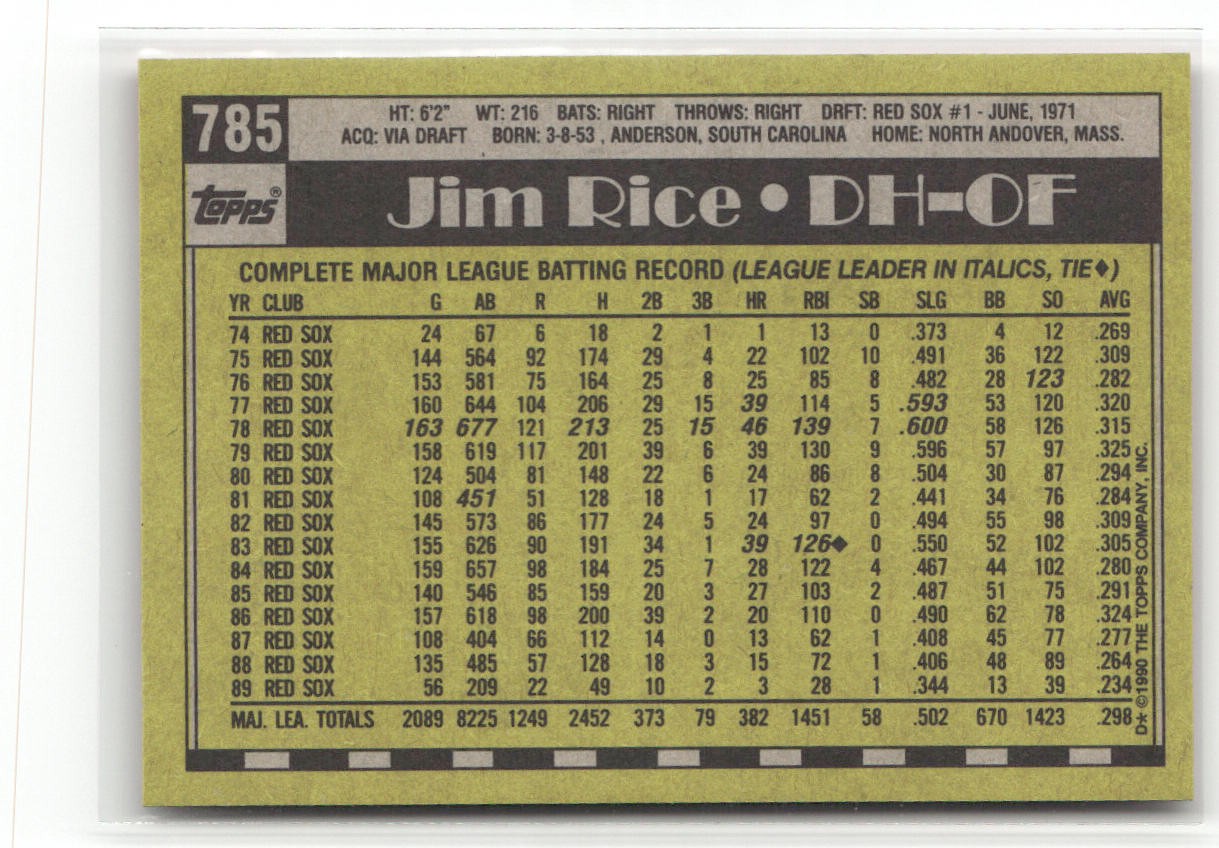 785
HT: 6'2" WT: 216 BATS: RIGHT THROWS: RIGHT DRFT: RED SOX #1 - JUNE, 1971
ACQ: VIA DRAFT BORN: 3-8-53 , ANDERSON, SOUTH CAROLINA HOME: NORTH ANDOVER, MASS.
topps®
Jim Rice • DH-OF
COMPLETE MAJOR LEAGUE BATTING RECORD (LEAGUE LEADER IN ITALICS, TIE♦)
YR CLUB G AB R H 2B 3B HR RBI SB SLG BB SO AVG
74 RED SOX 24 67 6 18 2 1 1 13 0 .373 4 12 .269
75 RED SOX 144 564 92 174 29 4 22 102 10 .491 36 122 .309
76 RED SOX 153 581 75 164 25 8 25 85 8 .482 28 123 .282
77 RED SOX 160 644 104 206 29 15 39 114 5 .593 53 120 .320
78 RED SOX 163 677 121 213 25 15 46 139 7 .600 58 126 .315
79 RED SOX 158 619 117 201 39 6 39 130 9 .596 57 97 .325
80 RED SOX 124 504 81 148 22 6 24 86 8 .504 30 87 .294
81 RED SOX 108 451 51 128 18 1 17 62 2 .441 34 76 .284
82 RED SOX 145 573 86 177 24 5 24 97 0 .494 55 98 .309
83 RED SOX 155 626 90 191 34 1 39 126♦ 0 .550 52 102 .305
84 RED SOX 159 657 98 184 25 7 28 122 4 .467 44 102 .280
85 RED SOX 140 546 85 159 20 3 27 103 2 .487 51 75 .291
86 RED SOX 157 618 98 200 39 2 20 110 0 .490 62 78 .324
87 RED SOX 108 404 66 112 14 0 13 62 1 .408 45 77 .277
88 RED SOX 135 485 57 128 18 3 15 72 1 .406 48 89 .264
89 RED SOX 56 209 22 49 10 2 3 28 1 .344 13 39 .234
MAJ. LEA. TOTALS 2089 8225 1249 2452 373 79 382 1451 58 .502 670 1423 .298
D* ©1990 THE TOPPS COMPANY, INC.